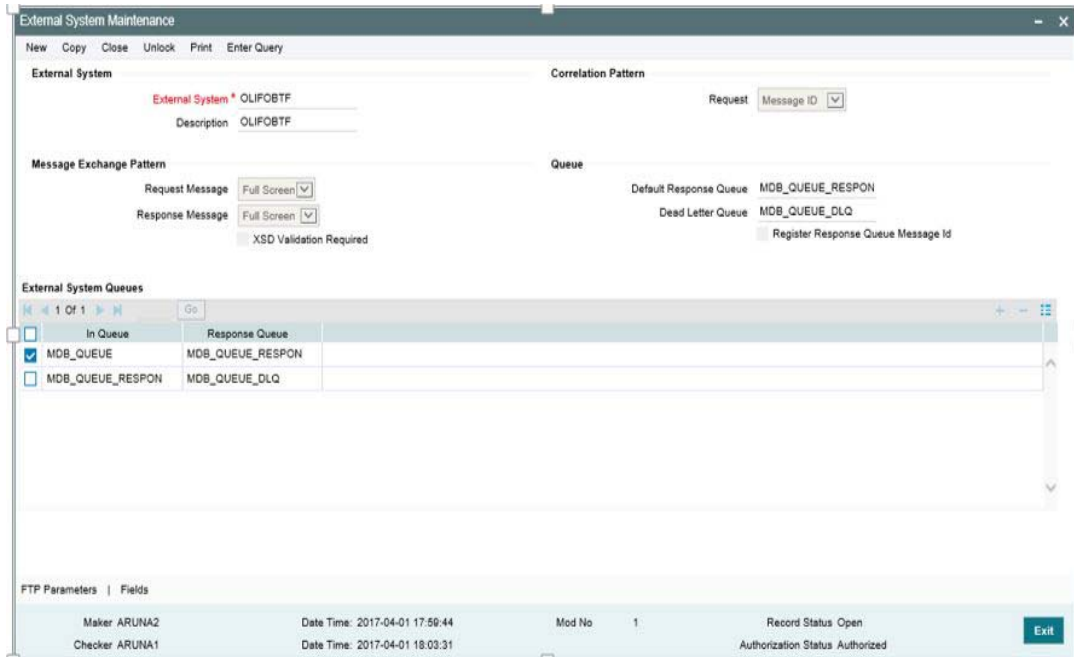 External System Maintenance
New Copy Close Unlock Print Enter Query
External System
External System * OLIFOBTF
Description OLIFOBTF
Correlation Pattern
Request Message ID
Message Exchange Pattern
Request Message Full Screen
Response Message Full Screen
XSD Validation Required
Queue
Default Response Queue MDB_QUEUE_RESPON
Dead Letter Queue MDB_QUEUE_DLQ
Register Response Queue Message Id
External System Queues
1 Of 1 Go
In Queue Response Queue
MDB_QUEUE MDB_QUEUE_RESPON
MDB_QUEUE_RESPON MDB_QUEUE_DLQ
FTP Parameters | Fields
Maker ARUNA2 Date Time: 2017-04-01 17:59:44 Mod No 1 Record Status Open
Checker ARUNA1 Date Time: 2017-04-01 18:03:31 Authorization Status Authorized
Exit